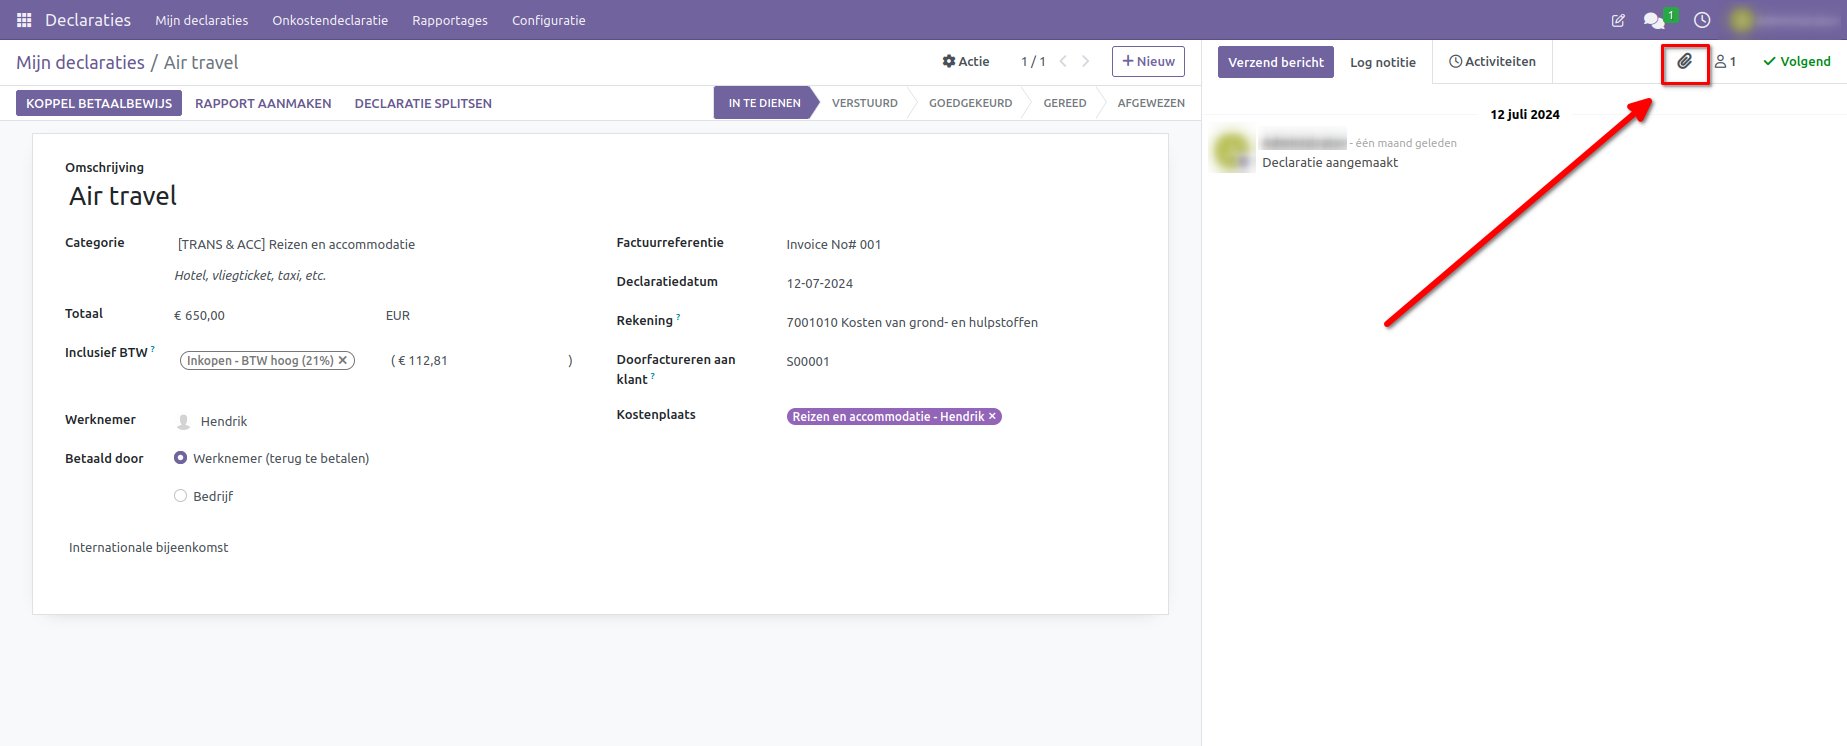 Declaraties Mijn declaraties Onkostendeclaratie Rapportages Configuratie 1
Mijn declaraties / Air travel Actie 1 / 1 Nieuw
Verzend bericht Log notitie Activiteiten 1 Volgend
KOPPEL BETAALBEWIJS RAPPORT AANMAKEN DECLARATIE SPLITSEN IN TE DIENEN VERSTUURD GOEDGEKEURD GEREED AFGEWEZEN
12 juli 2024
- één maand geleden
Declaratie aangemaakt
Omschrijving
Air travel
Categorie [TRANS & ACC] Reizen en accommodatie
Hotel, vliegticket, taxi, etc.
Totaal € 650,00 EUR
Inclusief BTW ? Inkopen - BTW hoog (21%) ( € 112,81 )
Werknemer Hendrik
Betaald door Werknemer (terug te betalen)
Bedrijf
Factuurreferentie Invoice No# 001
Declaratiedatum 12-07-2024
Rekening ? 7001010 Kosten van grond- en hulpstoffen
Doorfactureren aan S00001
klant ?
Kostenplaats Reizen en accommodatie - Hendrik
Internationale bijeenkomst